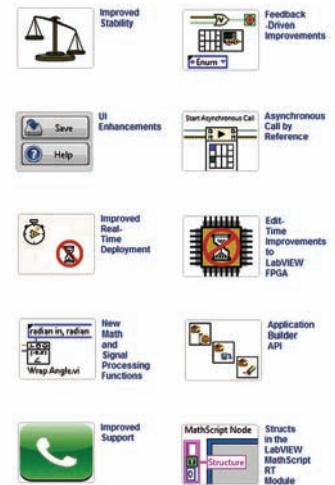 Improved
Stability
Feedback
-Driven
Improvements
Enum
Save
Help
UI
Enhancements
Start Asynchronous Call
Asynchronous
Call by
Reference
Improved
Real-
Time
Deployment
Edit-
Time
Improvements
to
LabVIEW
FPGA
radian in, radian
Wrap Angle.vi
New
Math
and
Signal
Processing
Functions
Application
Builder
API
Improved
Support
MathScript Node
Structure
Structs
in the
LabVIEW
MathScript
RT
Module